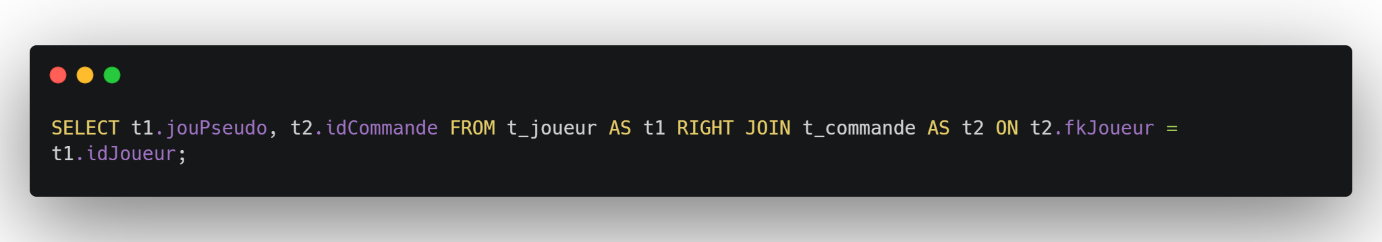 SELECT t1.jouPseudo, t2.idCommande FROM t_joueur AS t1 RIGHT JOIN t_commande AS t2 ON t2.fkJoueur =
t1.idJoueur;